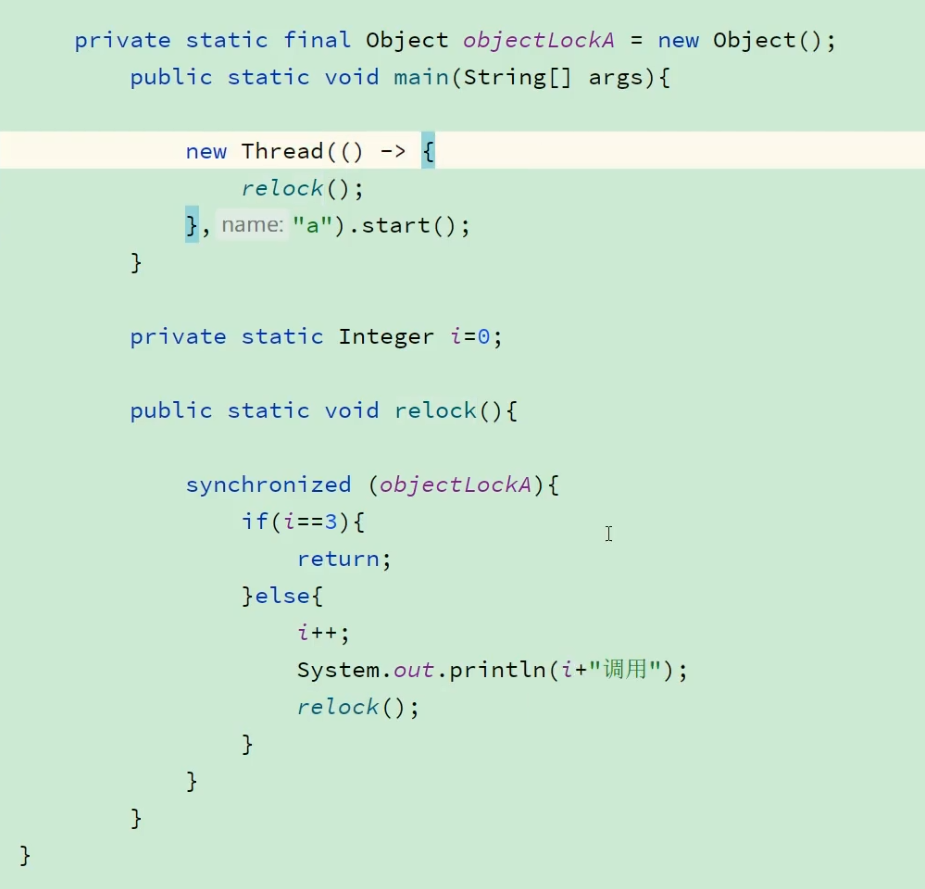 private static final Object objectLockA = new Object();
public static void main(String[] args){
new Thread(() -> {
relock();
}, name: "a").start();
}
private static Integer i=0;
public static void relock(){
synchronized (objectLockA){
if(i==3){
return;
}else{
i++;
System.out.println(i+"调用");
relock();
}
}
}
}